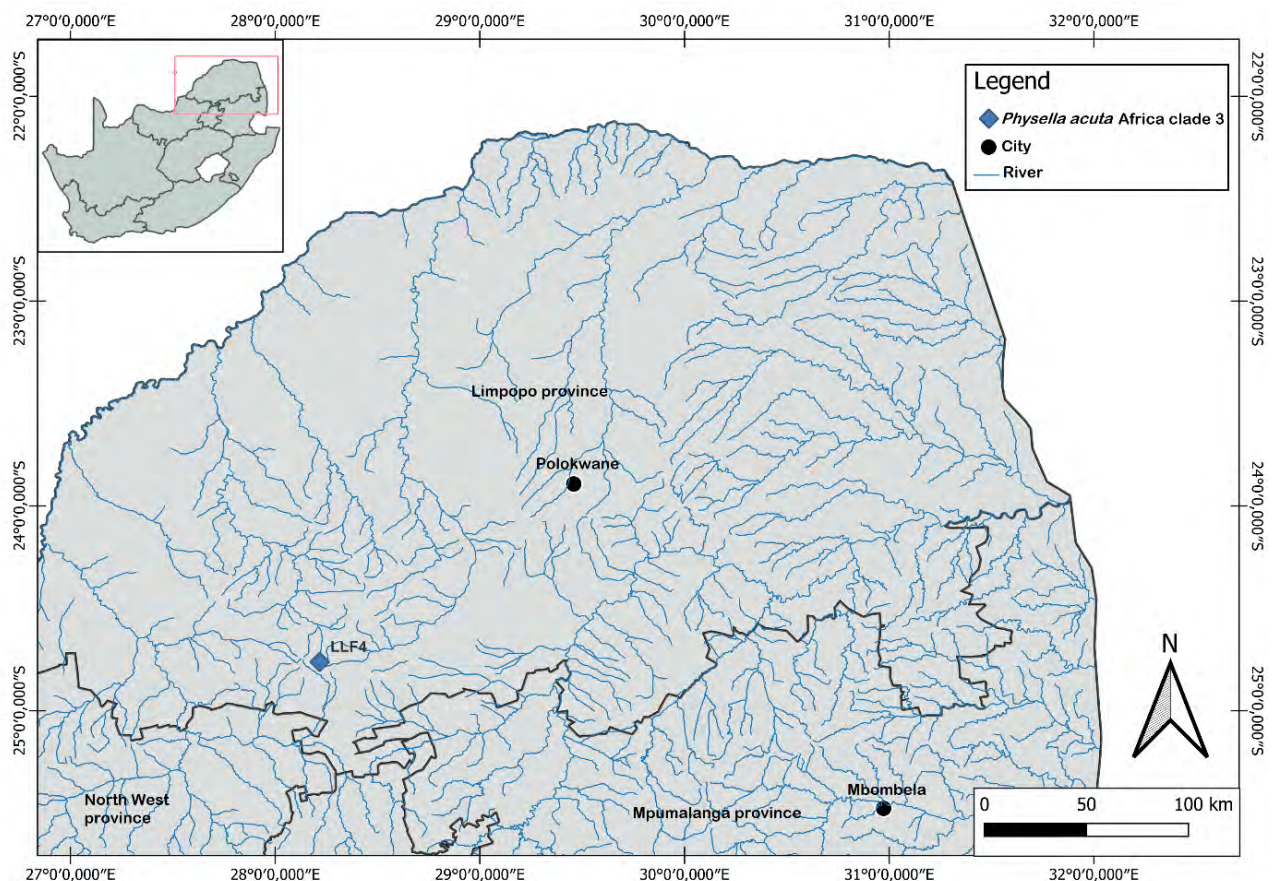 27°0′0,000″E 28°0′0,000″E 29°0′0,000″E 30°0′0,000″E 31°0′0,000″E 32°0′0,000″E
22°0′0,000″S
23°0′0,000″S
24°0′0,000″S
25°0′0,000″S
Legend
Physella acuta Africa clade 3
City
River
Limpopo province
Polokwane
LLF4
North West
province
Mpumalanga province
Mbombela
N
0 50 100 km
22°0′0,000″S
23°0′0,000″S
24°0′0,000″S
25°0′0,000″S
27°0′0,000″E 28°0′0,000″E 29°0′0,000″E 30°0′0,000″E 31°0′0,000″E 32°0′0,000″E